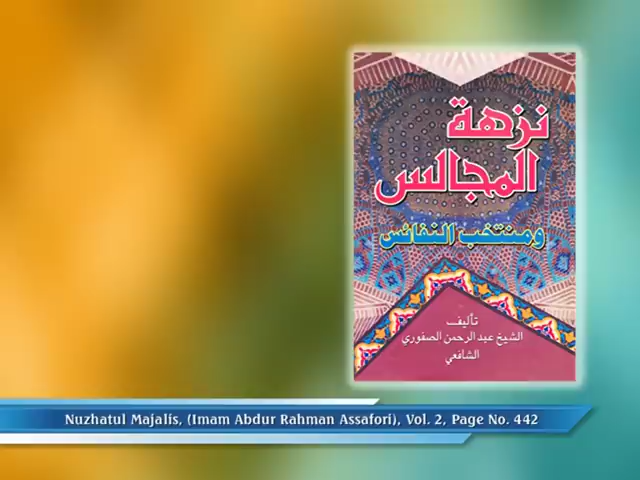 نزهة
المجالس
ومنتخب النفائس
تأليف
الشيخ عبد الرحمن الصفوري
الشافعي
Nuzhatul Majalis, (Imam Abdur Rahman Assafori), Vol. 2, Page No. 442